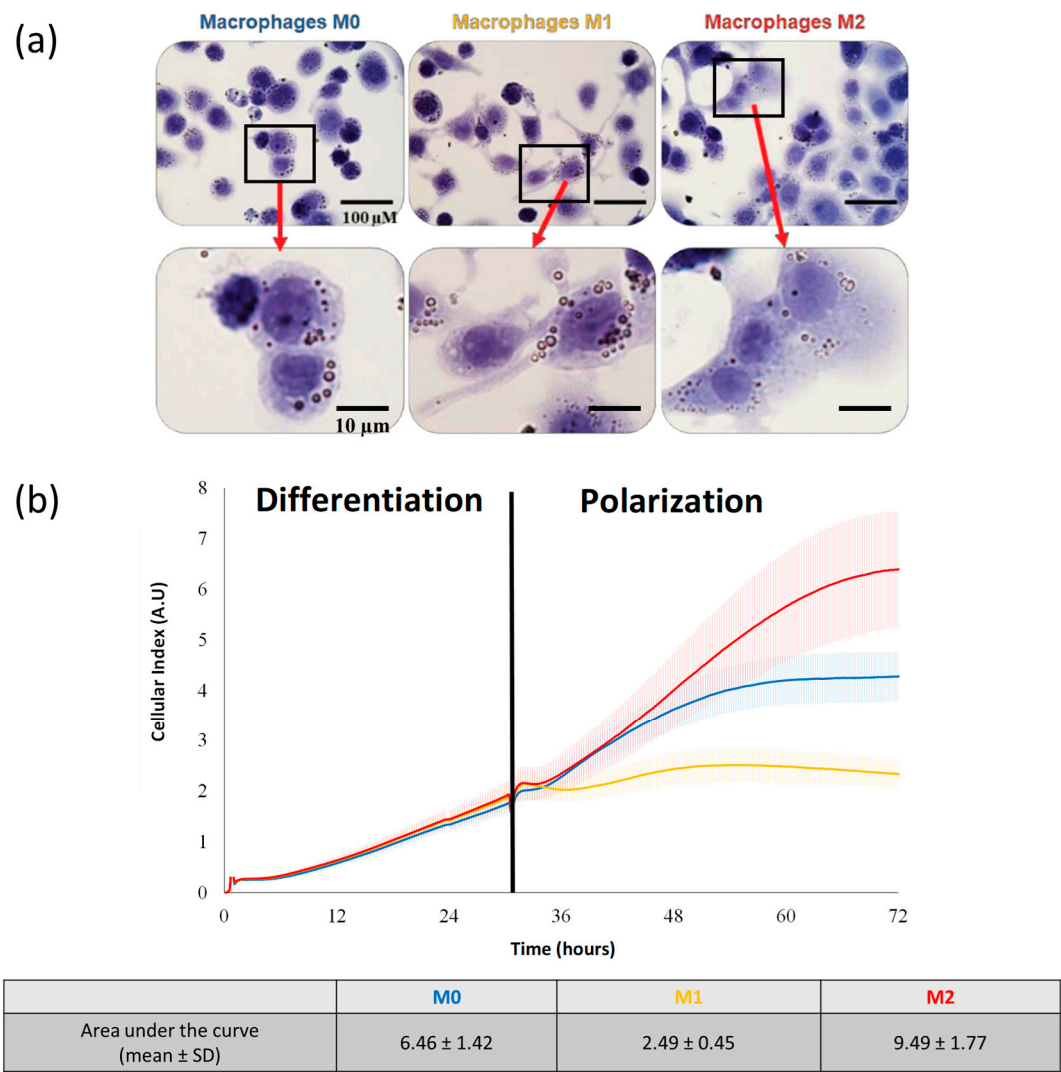 (a)
Macrophages M0
Macrophages M1
Macrophages M2
100 µM
10 µm
(b)
Differentiation
Polarization
Cellular Index (A.U)
8
7
6
5
4
3
2
1
0
0 12 24 36 48 60 72
Time (hours)
M0 M1 M2
Area under the curve
(mean ± SD)
6.46 ± 1.42 2.49 ± 0.45 9.49 ± 1.77